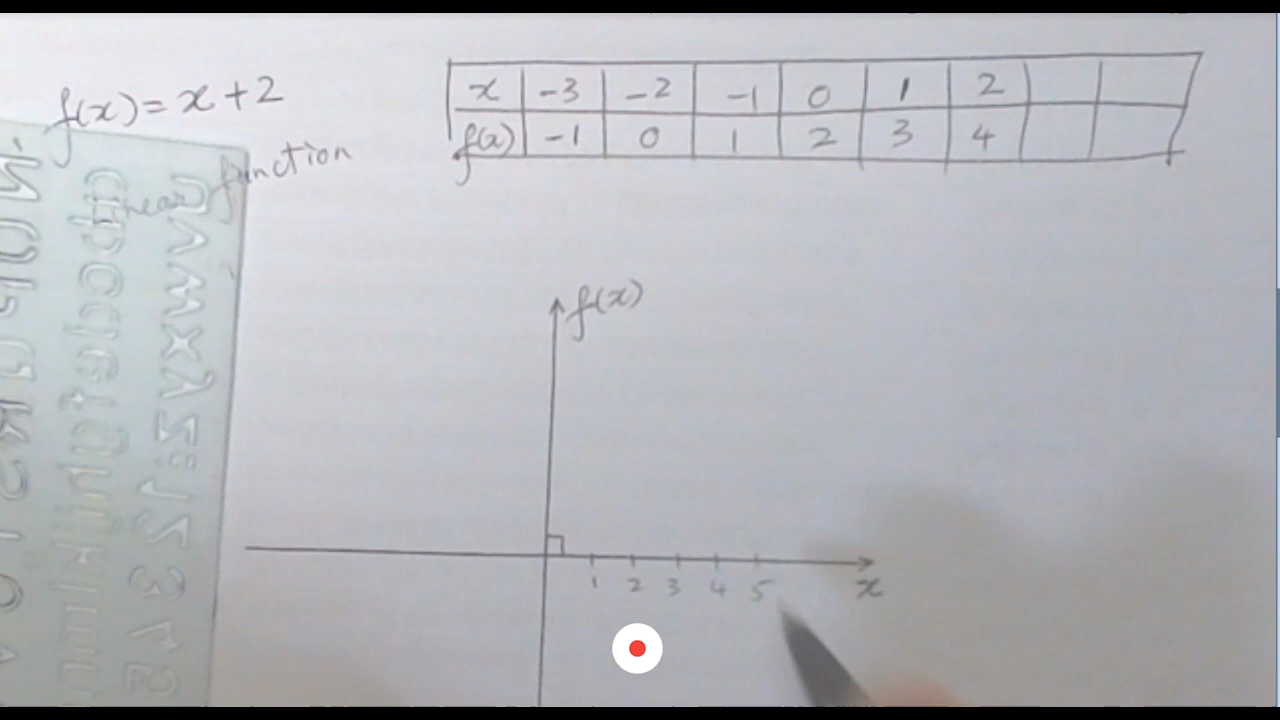 f(x) = x + 2
linear function
x -3 -2 -1 0 1 2
f(x) -1 0 1 2 3 4
f(x)
1 2 3 4 5 x